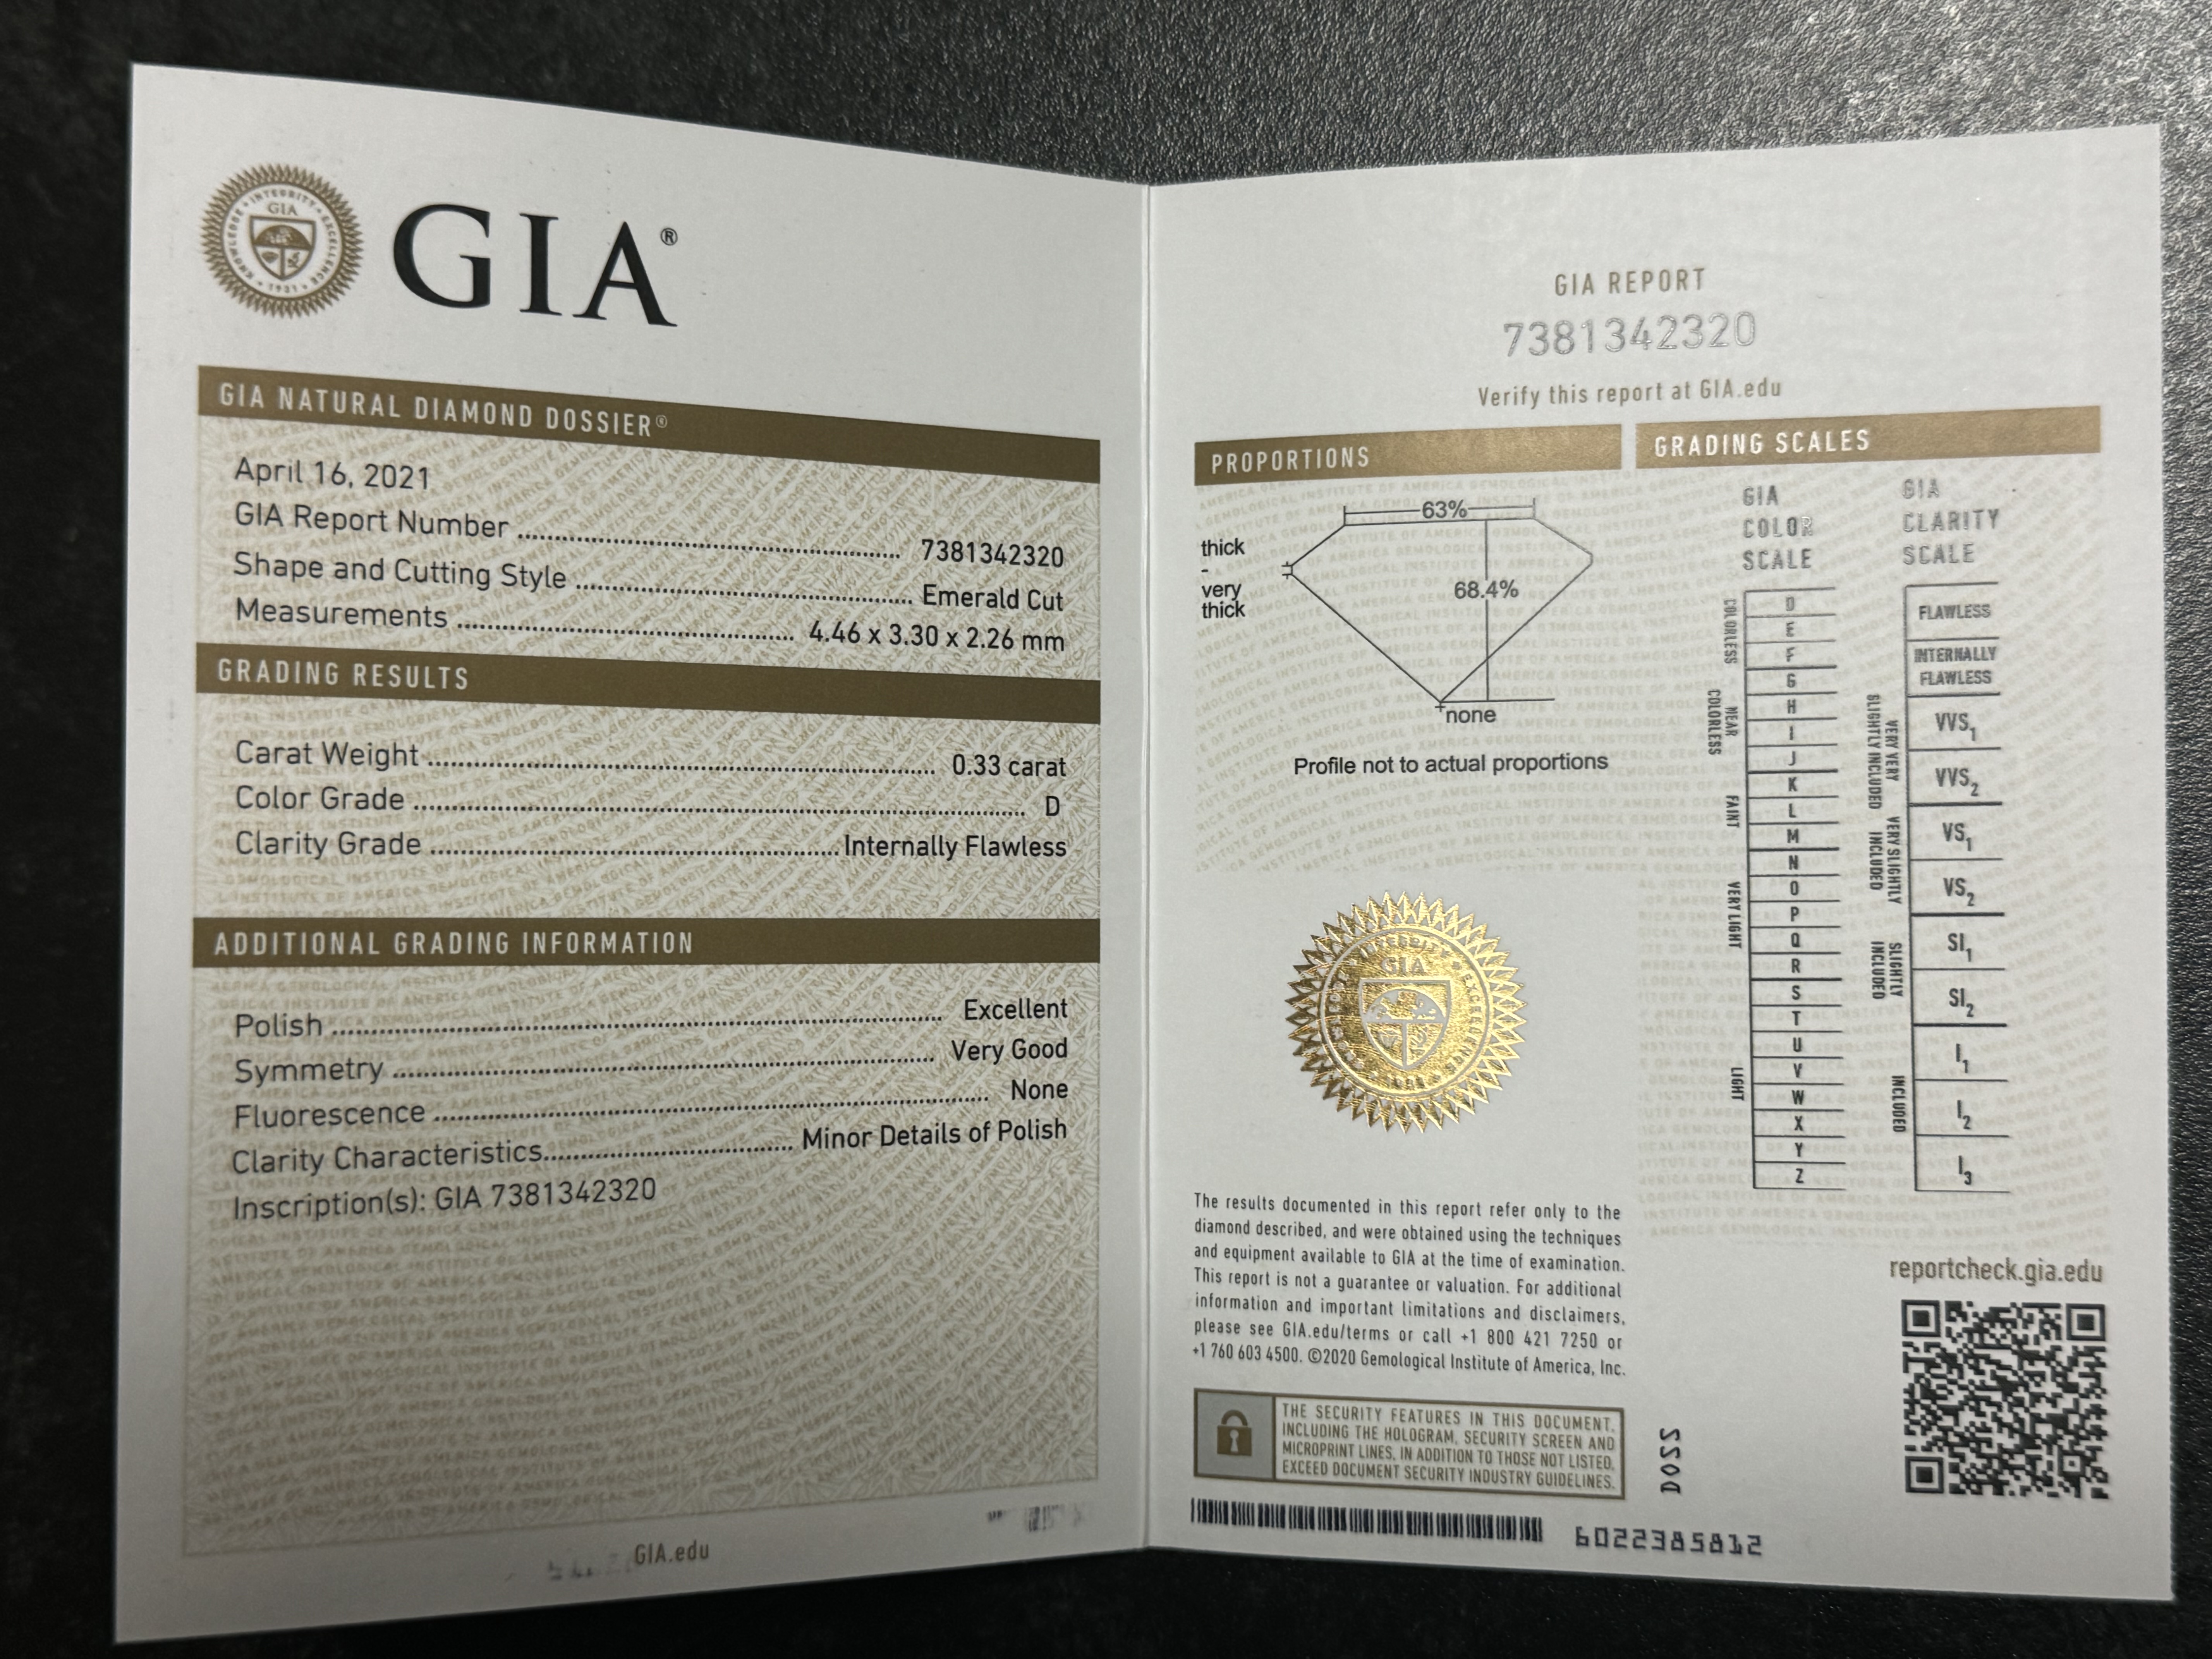 GIA®
GIA NATURAL DIAMOND DOSSIER®
April 16, 2021
GIA Report Number 7381342320
Shape and Cutting Style Emerald Cut
Measurements 4.46 x 3.30 x 2.26 mm
GRADING RESULTS
Carat Weight 0.33 carat
Color Grade D
Clarity Grade Internally Flawless
ADDITIONAL GRADING INFORMATION
Polish Excellent
Symmetry Very Good
Fluorescence None
Clarity Characteristics Minor Details of Polish
Inscription(s): GIA 7381342320
GIA.edu
GIA REPORT
7381342320
Verify this report at GIA.edu
PROPORTIONS
63%
thick
-
very
thick
68.4%
none
Profile not to actual proportions
GIA
INTEGRITY
The results documented in this report refer only to the
diamond described, and were obtained using the techniques
and equipment available to GIA at the time of examination.
This report is not a guarantee or valuation. For additional
information and important limitations and disclaimers,
please see GIA.edu/terms or call +1 800 421 7250 or
+1 760 603 4500. ©2020 Gemological Institute of America, Inc.
THE SECURITY FEATURES IN THIS DOCUMENT,
INCLUDING THE HOLOGRAM, SECURITY SCREEN AND
MICROPRINT LINES, IN ADDITION TO THOSE NOT LISTED,
EXCEED DOCUMENT SECURITY INDUSTRY GUIDELINES.
6022385812
GRADING SCALES
GIA
COLOR
SCALE
COLORLESS
D
E
F
NEAR
COLORLESS
G
H
I
J
FAINT
K
L
M
VERY LIGHT
N
O
P
Q
R
LIGHT
S
T
U
V
W
X
Y
Z
GIA
CLARITY
SCALE
FLAWLESS
INTERNALLY
FLAWLESS
VERY VERY
SLIGHTLY INCLUDED
VVS1
VVS2
VERY SLIGHTLY
INCLUDED
VS1
VS2
SLIGHTLY
INCLUDED
SI1
SI2
INCLUDED
I1
I2
I3
reportcheck.gia.edu